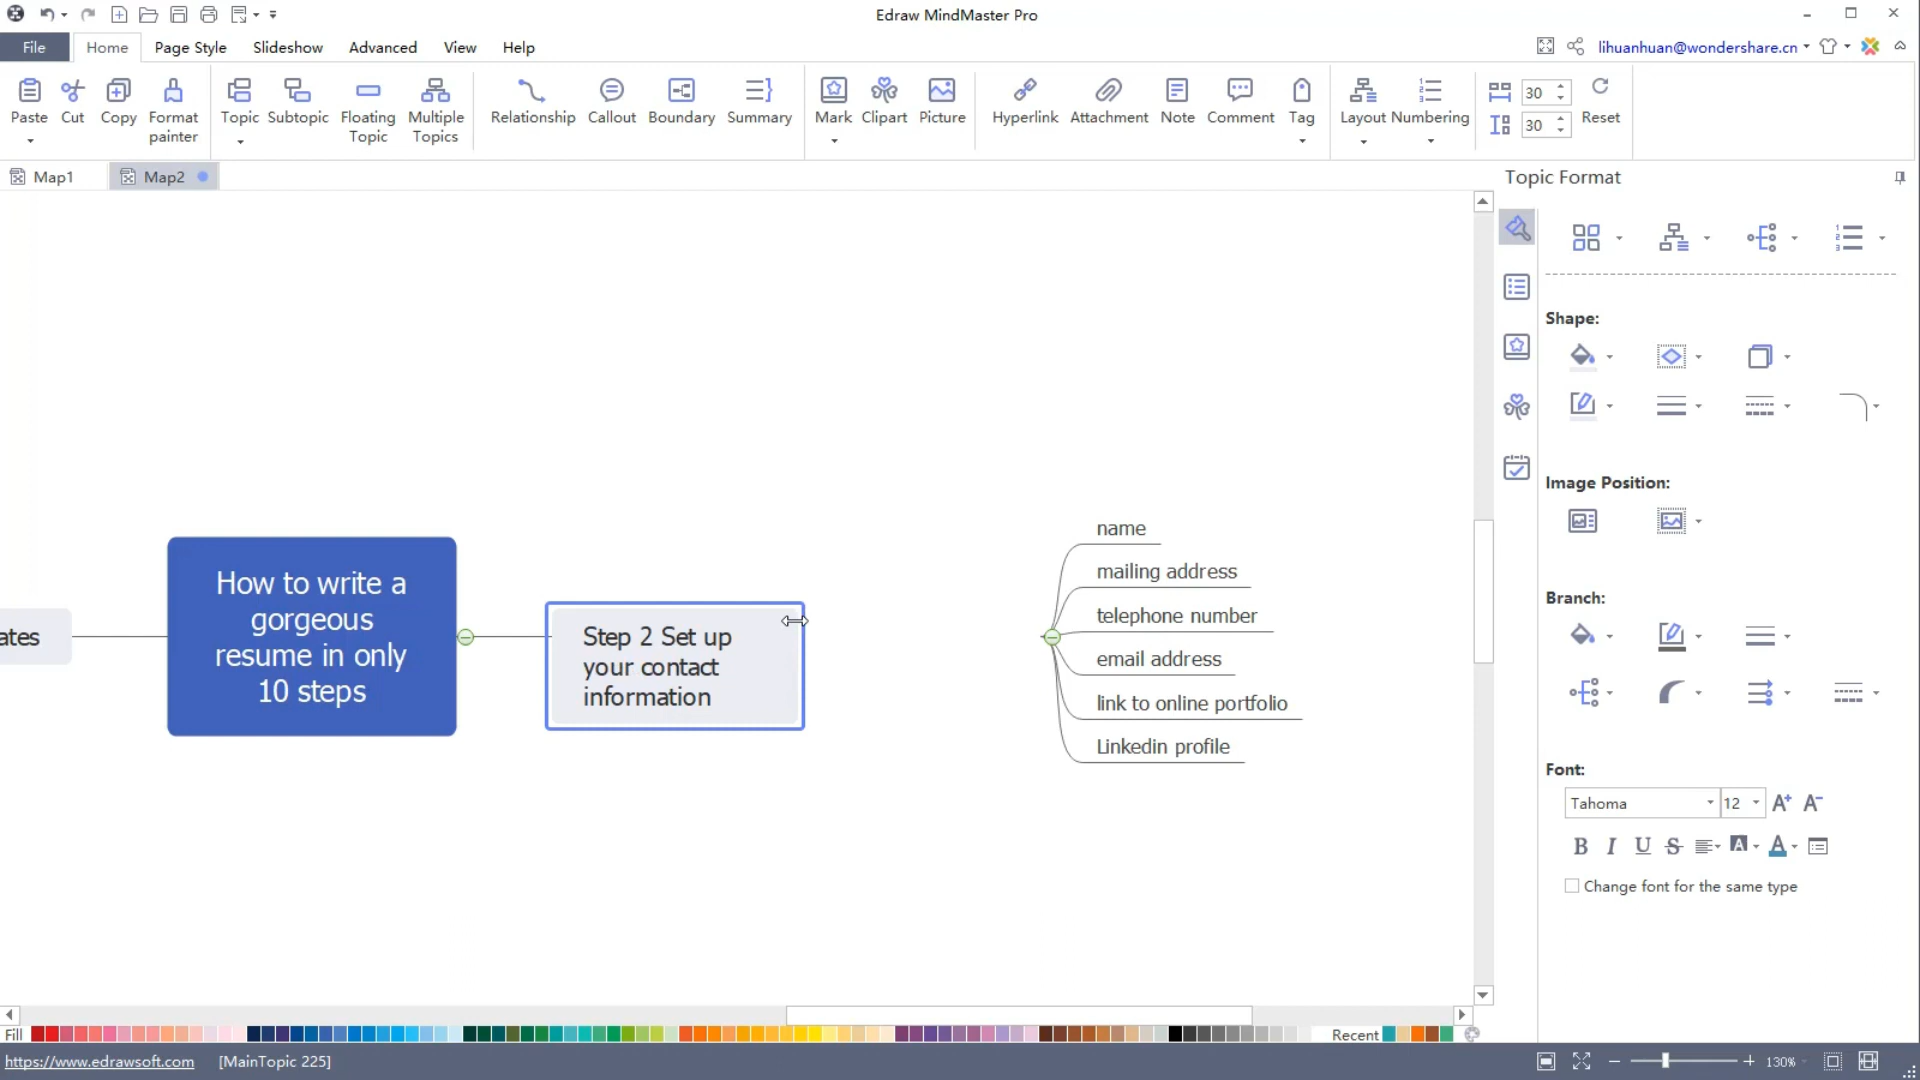 Edraw MindMaster Pro
File Home Page Style Slideshow Advanced View Help
lihuanhuan@wondershare.cn
Paste Cut Copy Format painter Topic Subtopic Floating Topic Multiple Topics Relationship Callout Boundary Summary Mark Clipart Picture Hyperlink Attachment Note Comment Tag Layout Numbering 30 30 Reset
Map1 Map2
Topic Format
Shape:
Image Position:
Branch:
Font:
Tahoma 12
Change font for the same type
ates
How to write a
gorgeous
resume in only
10 steps
Step 2 Set up
your contact
information
name
mailing address
telephone number
email address
link to online portfolio
Linkedin profile
Fill
Recent
https://www.edrawsoft.com [MainTopic 225]
130%